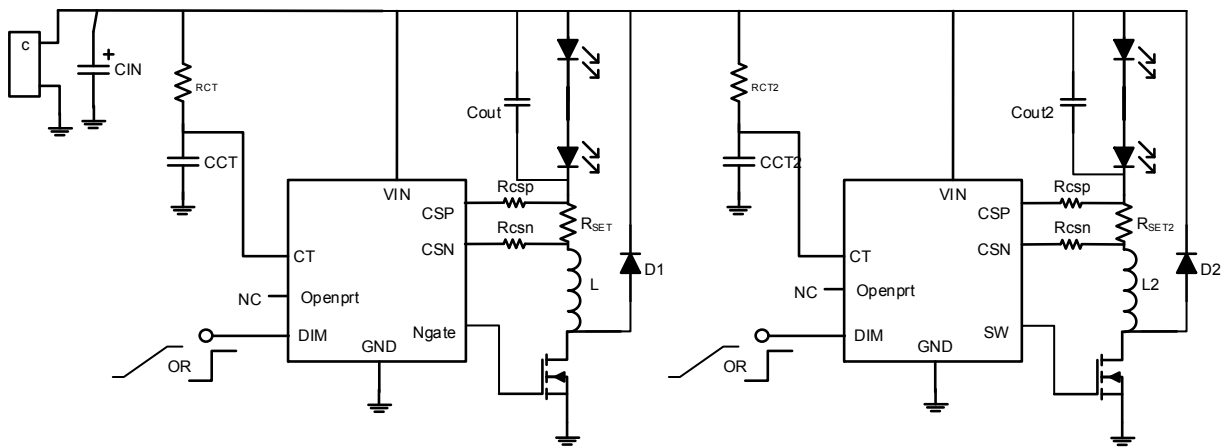 C
+
CIN
RCT
CCT
Cout
VIN
CSP
CSN
CT
Openprt
DIM
GND
Ngate
NC
OR
Rcsp
Rcsn
RSET
L
D1
RCT2
CCT2
Cout2
VIN
CSP
CSN
CT
Openprt
DIM
GND
SW
NC
OR
Rcsp
Rcsn
RSET2
L2
D2